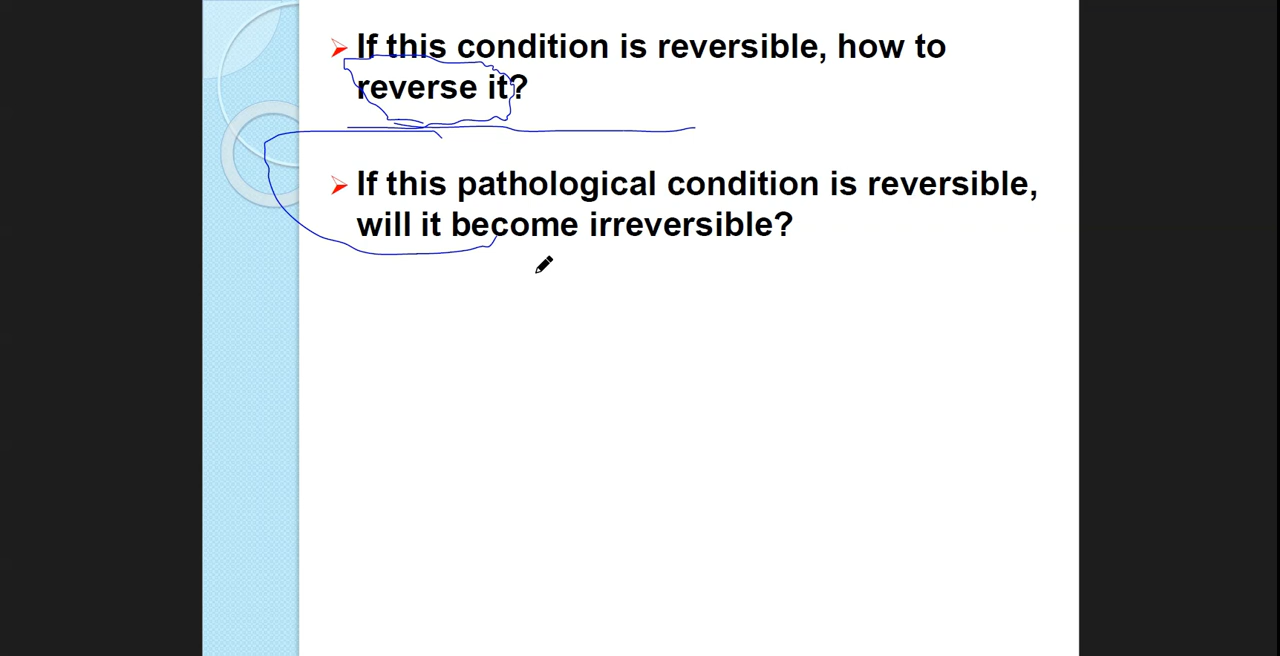 If this condition is reversible, how to
reverse it?
If this pathological condition is reversible,
will it become irreversible?